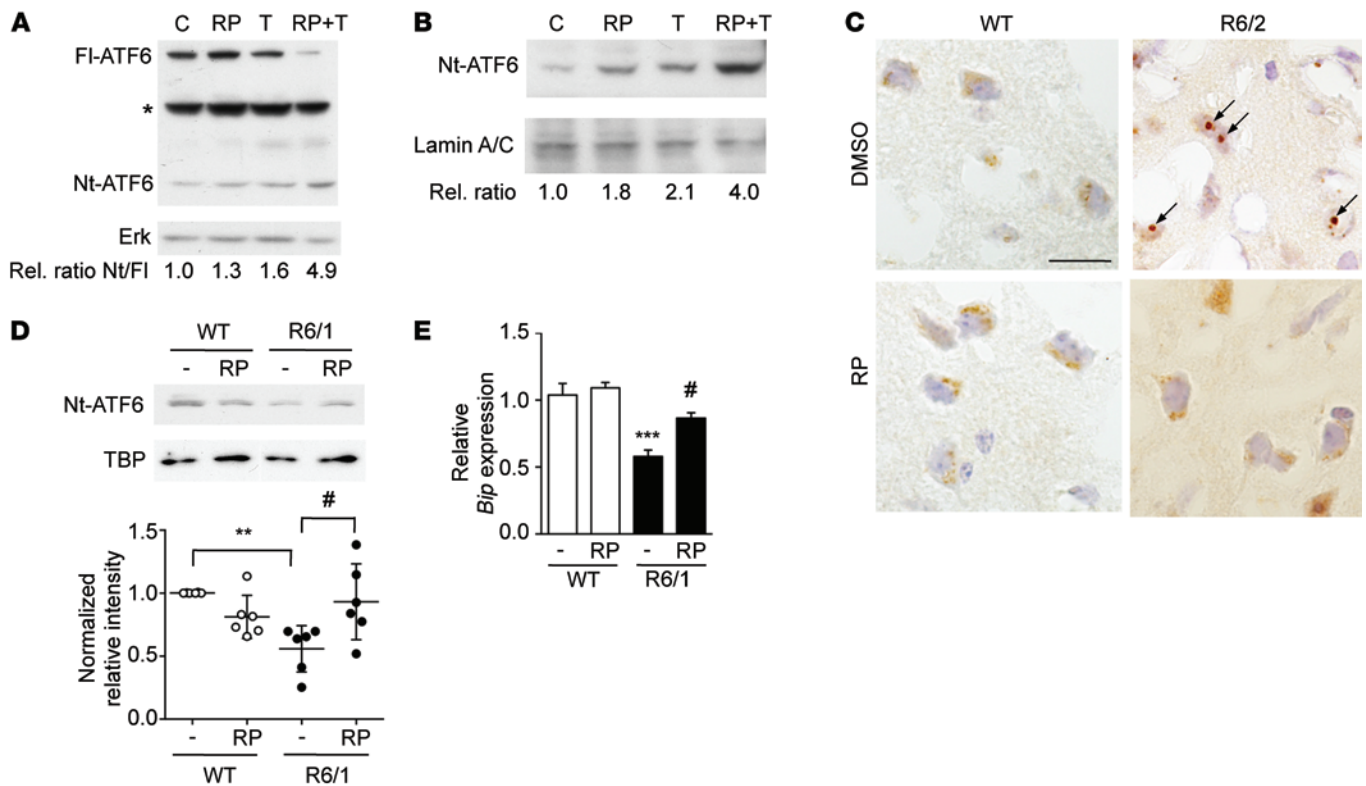 A
C RP T RP+T
Fl-ATF6
*
Nt-ATF6
Erk
Rel. ratio Nt/Fl 1.0 1.3 1.6 4.9
B
C RP T RP+T
Nt-ATF6
Lamin A/C
Rel. ratio 1.0 1.8 2.1 4.0
C
WT R6/2
DMSO
RP
D
WT R6/1
- RP - RP
Nt-ATF6
TBP
Normalized
relative intensity
1.5
1.0
0.5
0.0
** #
- RP - RP
WT R6/1
E
Relative
Bip expression
1.5
1.0
0.5
0.0
*** #
- RP - RP
WT R6/1